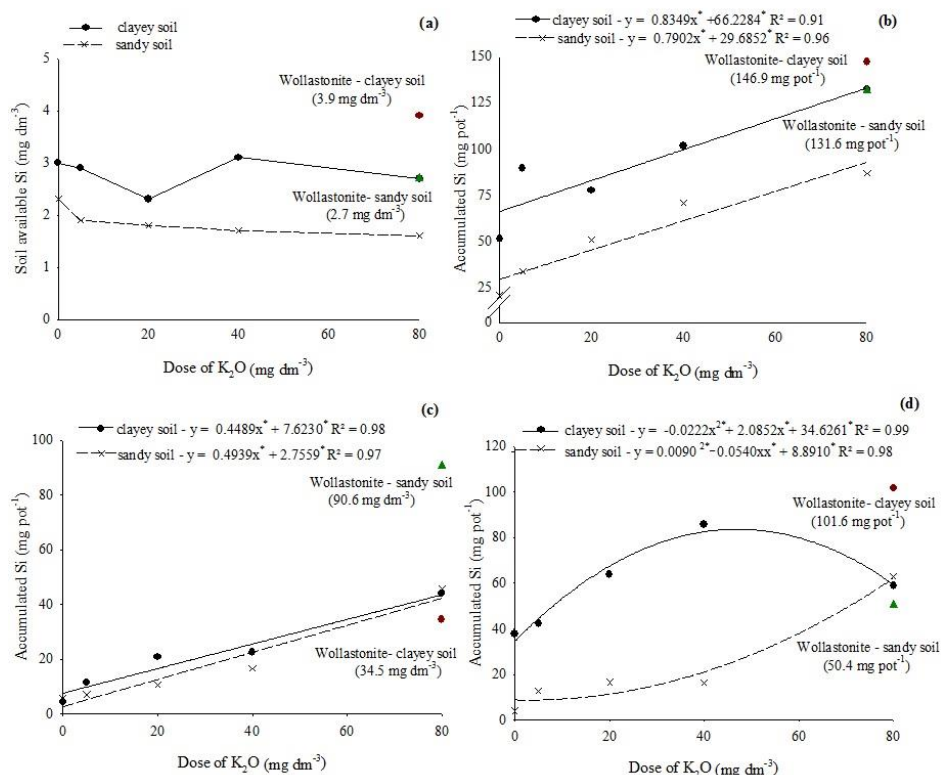 clayey soil
sandy soil
(a)
5
4
3
2
1
0
Soil available Si (mg dm-3)
Wollastonite - clayey soil
(3.9 mg dm-3)
Wollastonite- sandy soil
(2.7 mg dm-3)
0 20 40 60 80
Dose of K2O (mg dm-3)
clayey soil - y = 0.8349x* +66.2284* R² = 0.91
(b)
sandy soil - y = 0.7902x* + 29.6852* R² = 0.96
150
125
100
75
50
25
0
Accumulated Si (mg pot-1)
Wollastonite- clayey soil
(146.9 mg pot-1)
Wollastonite - sandy soil
(131.6 mg pot-1)
0 20 40 60 80
Dose of K2O (mg dm-3)
(c)
clayey soil - y = 0.4489x* + 7.6230* R² = 0.98
sandy soil - y = 0.4939x* + 2.7559* R² = 0.97
100
80
60
40
20
0
Accumulated Si (mg pot-1)
Wollastonite - sandy soil
(90.6 mg dm-3)
Wollastonite- clayey soil
(34.5 mg dm-3)
0 20 40 60 80
Dose of K2O (mg dm-3)
(d)
clayey soil - y = -0.0222x2*+ 2.0852x*+ 34.6261* R² = 0.99
sandy soil - y = 0.0090 2* -0.0540xx*+ 8.8910* R² = 0.98
120
100
80
60
40
20
0
Accumulated Si (mg pot-1)
Wollastonite- clayey soil
(101.6 mg pot-1)
Wollastonite - sandy soil
(50.4 mg pot-1)
0 20 40 60 80
Dose of K2O (mg dm-3)